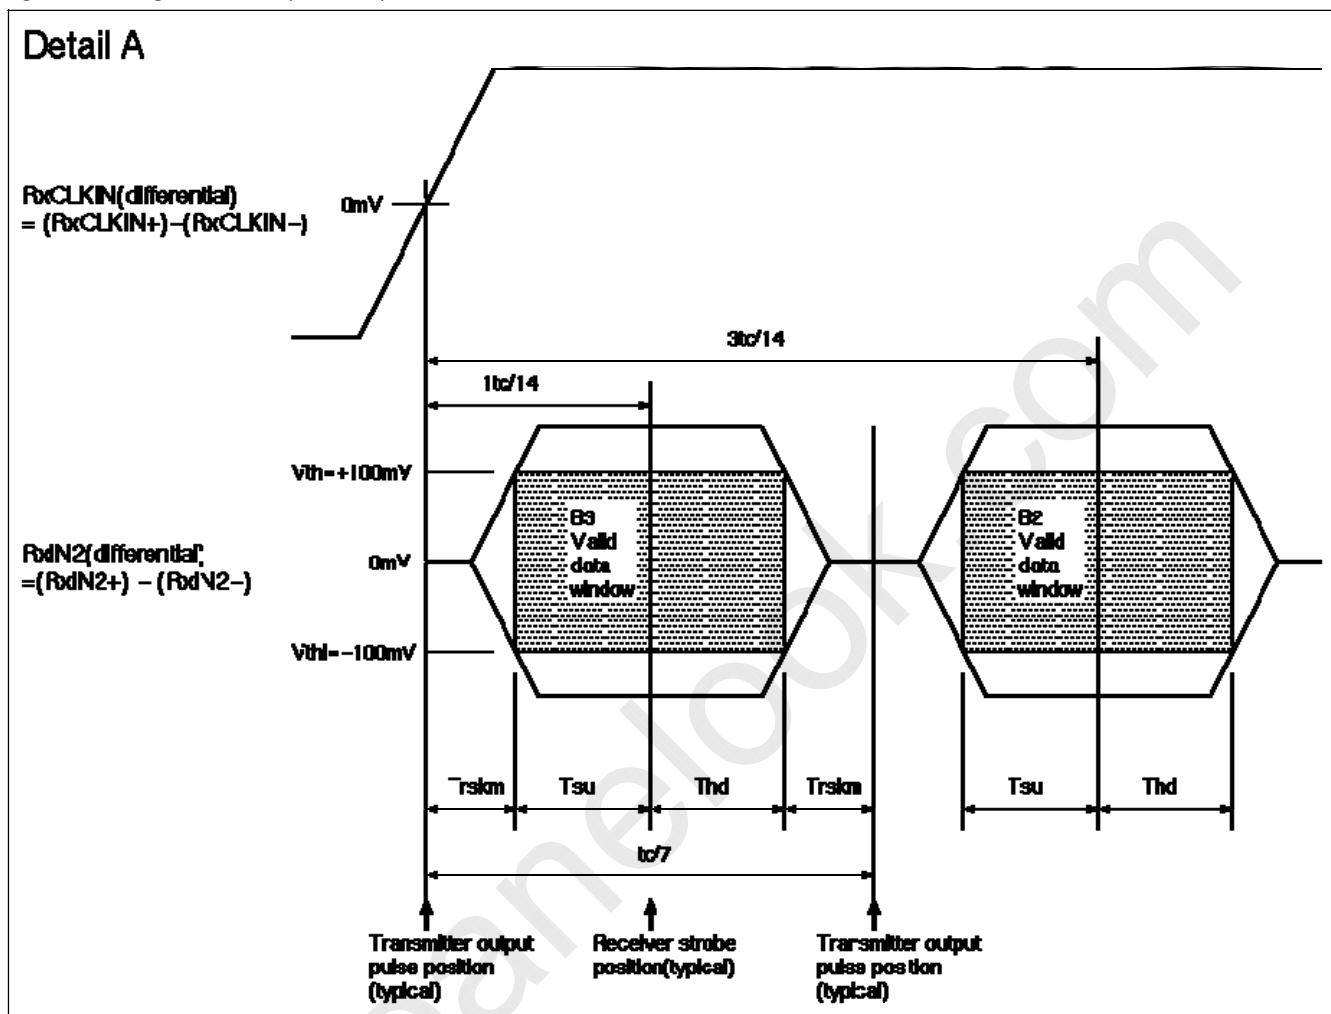 Detail A
RxCLKIN(differential)
= (RxCLKIN+)−(RxCLKIN−)
0mV
3tc/14
1tc/14
Vth=+100mV
B3
Valid
data
window
B2
Valid
data
window
RxIN2(differential)
=(RxIN2+) − (RxIN2−)
0mV
Vthl=−100mV
Trskm
Tsu
Thd
Trskm
Tsu
Thd
tc/7
Transmitter output
pulse position
(typical)
Receiver strobe
position(typical)
Transmitter output
pulse position
(typical)
panelook.com